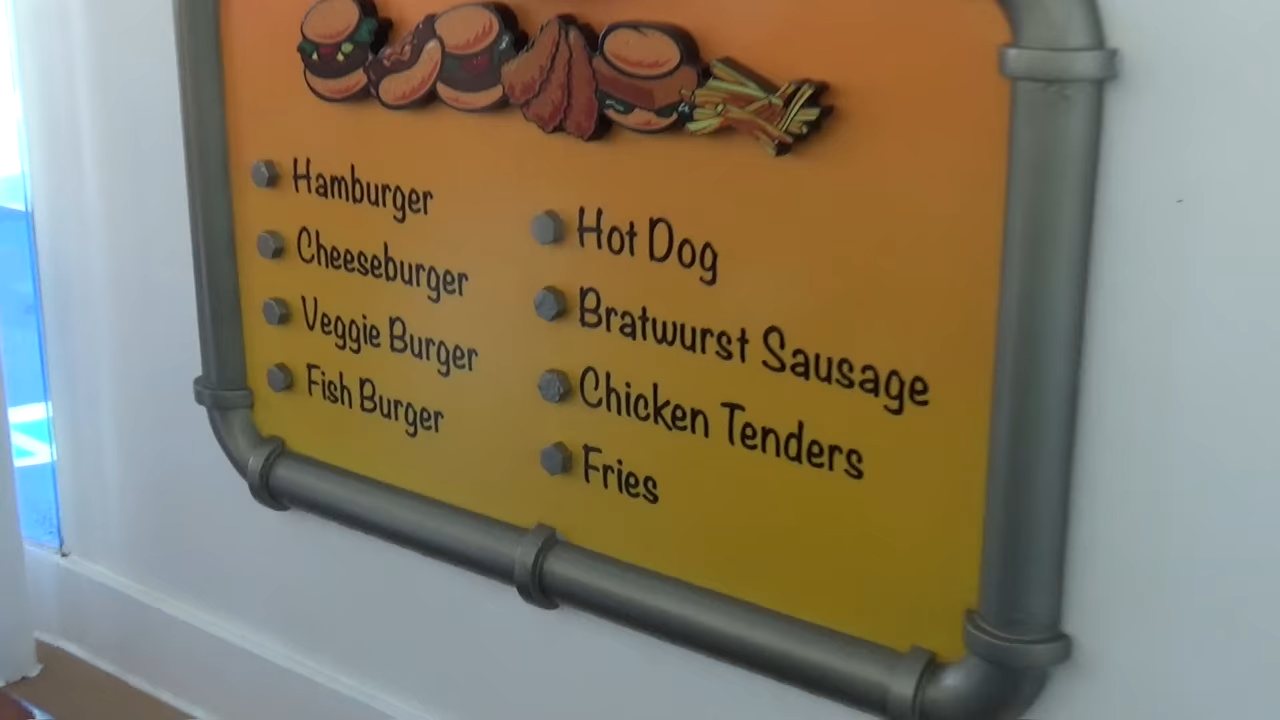 Hamburger
Cheeseburger
Veggie Burger
Fish Burger
Hot Dog
Bratwurst Sausage
Chicken Tenders
Fries